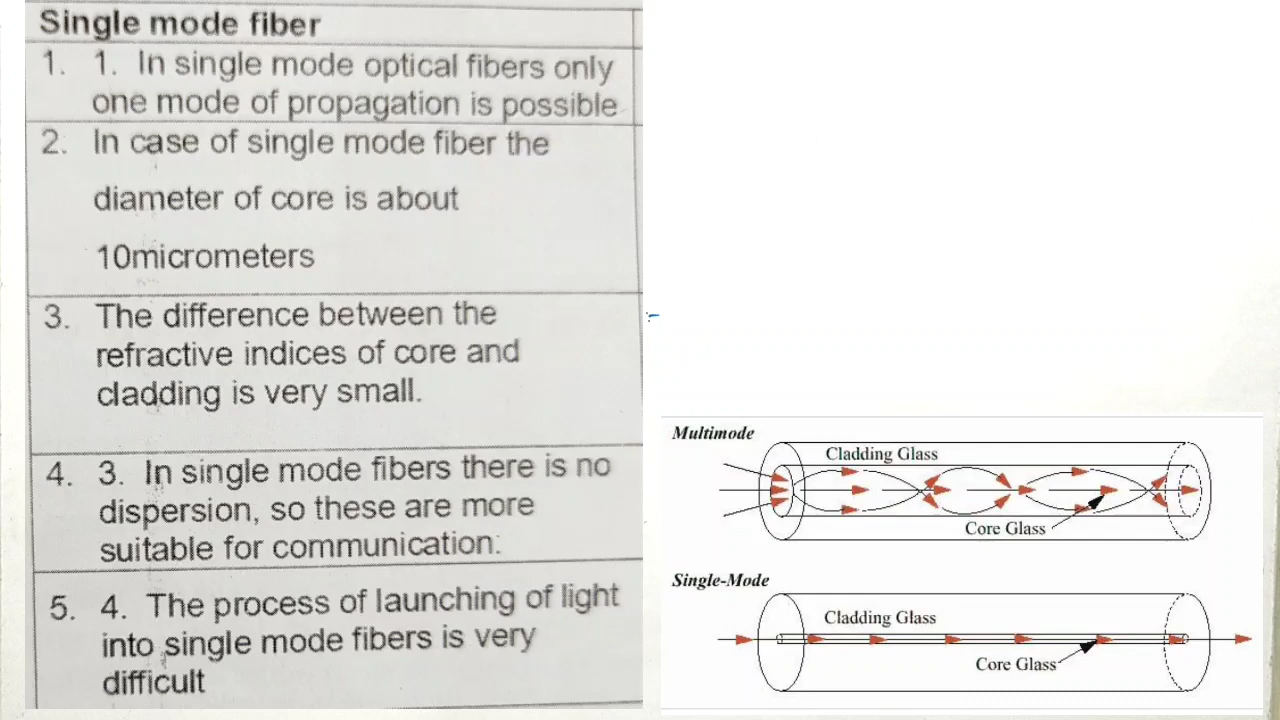 Single mode fiber
1. 1. In single mode optical fibers only
one mode of propagation is possible
2. In case of single mode fiber the
diameter of core is about
10micrometers
3. The difference between the
refractive indices of core and
cladding is very small.
4. 3. In single mode fibers there is no
dispersion, so these are more
suitable for communication.
5. 4. The process of launching of light
into single mode fibers is very
difficult
Multimode
Cladding Glass
Core Glass
Single-Mode
Cladding Glass
Core Glass